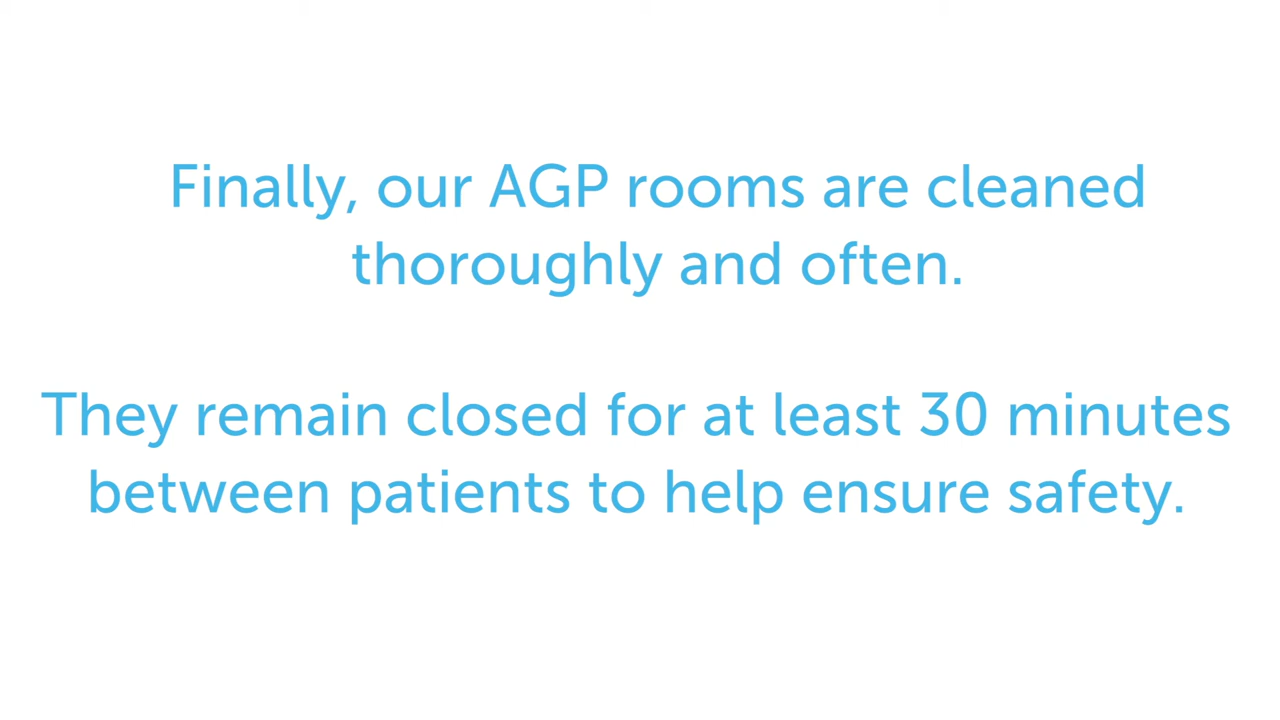 Finally, our AGP rooms are cleaned
thoroughly and often.
They remain closed for at least 30 minutes
between patients to help ensure safety.